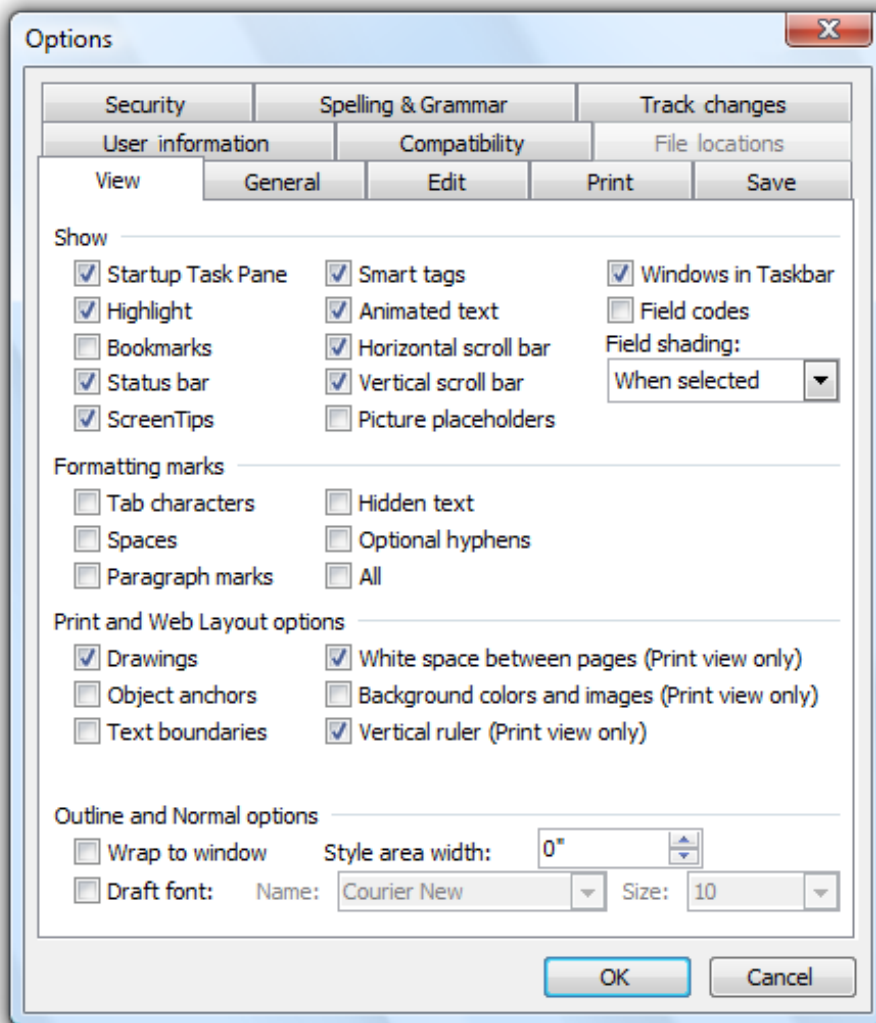 Options
Security Spelling & Grammar Track changes
User information Compatibility File locations
View General Edit Print Save
Show
Startup Task Pane Smart tags Windows in Taskbar
Highlight Animated text Field codes
Bookmarks Horizontal scroll bar Field shading:
Status bar Vertical scroll bar When selected
ScreenTips Picture placeholders
Formatting marks
Tab characters Hidden text
Spaces Optional hyphens
Paragraph marks All
Print and Web Layout options
Drawings White space between pages (Print view only)
Object anchors Background colors and images (Print view only)
Text boundaries Vertical ruler (Print view only)
Outline and Normal options
Wrap to window Style area width: 0"
Draft font: Name: Courier New Size: 10
OK Cancel